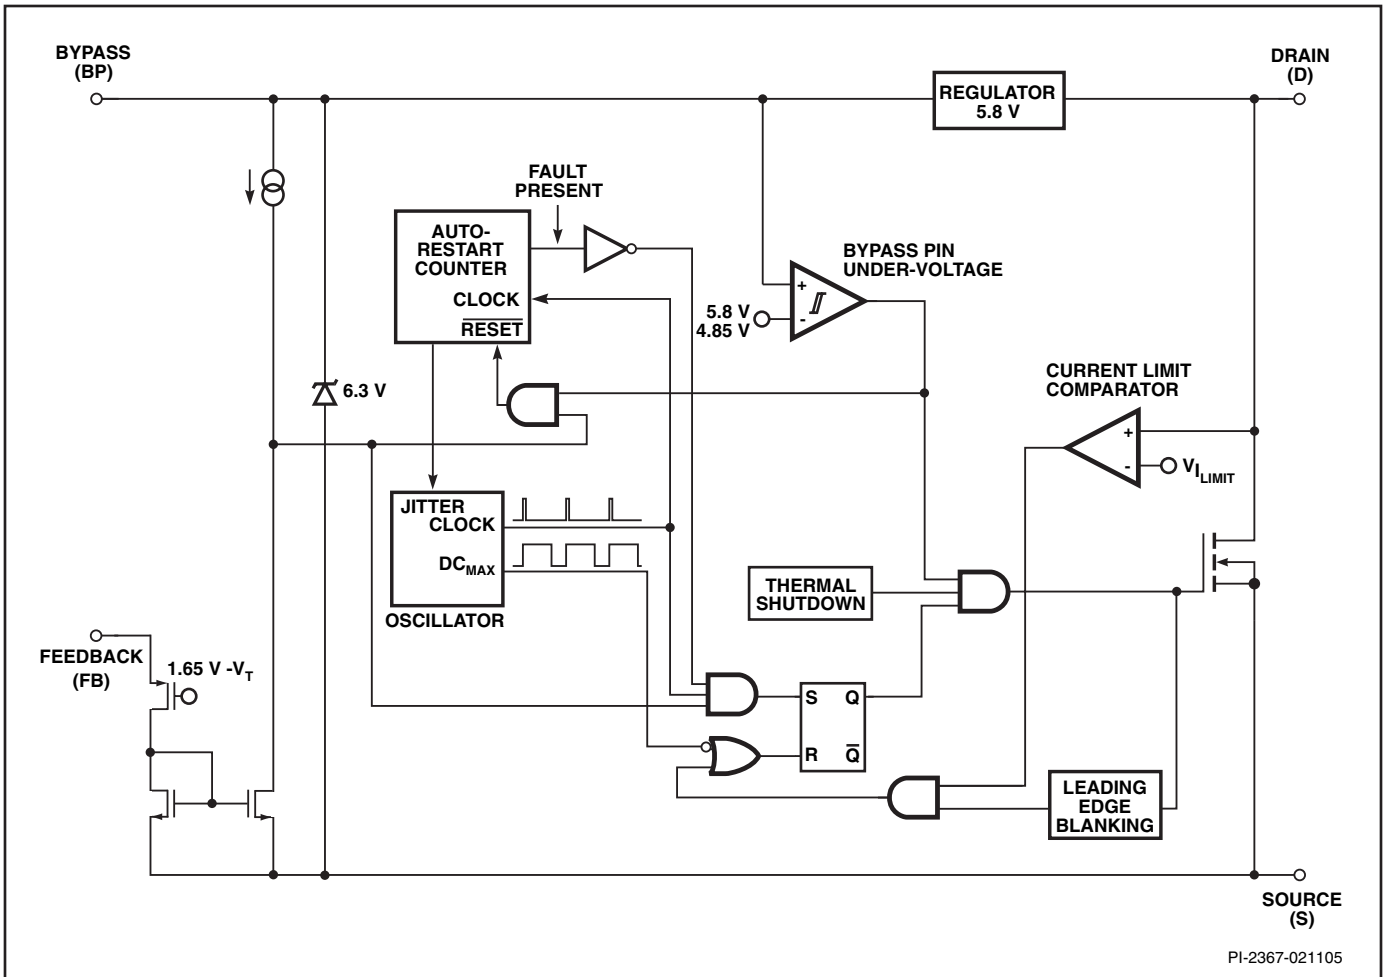 BYPASS
(BP)
DRAIN
(D)
REGULATOR
5.8 V
FAULT
PRESENT
AUTO-
RESTART
COUNTER
CLOCK
RESET
BYPASS PIN
UNDER-VOLTAGE
+
-
5.8 V
4.85 V
6.3 V
CURRENT LIMIT
COMPARATOR
+
-
VI LIMIT
JITTER
CLOCK
DCMAX
OSCILLATOR
THERMAL
SHUTDOWN
FEEDBACK
(FB)
1.65 V -VT
S Q
R Q̅
LEADING
EDGE
BLANKING
SOURCE
(S)
PI-2367-021105